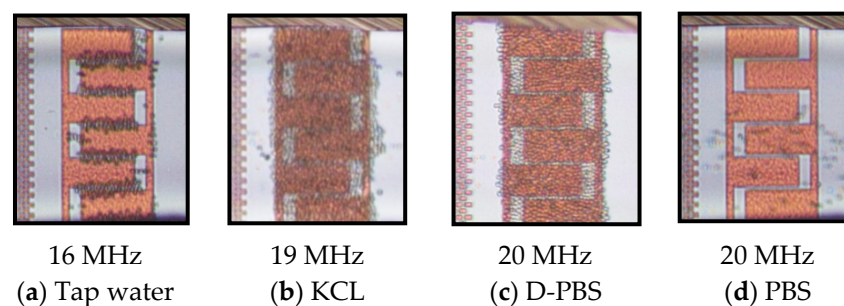 16 MHz 19 MHz 20 MHz 20 MHz
(a) Tap water (b) KCL (c) D-PBS (d) PBS